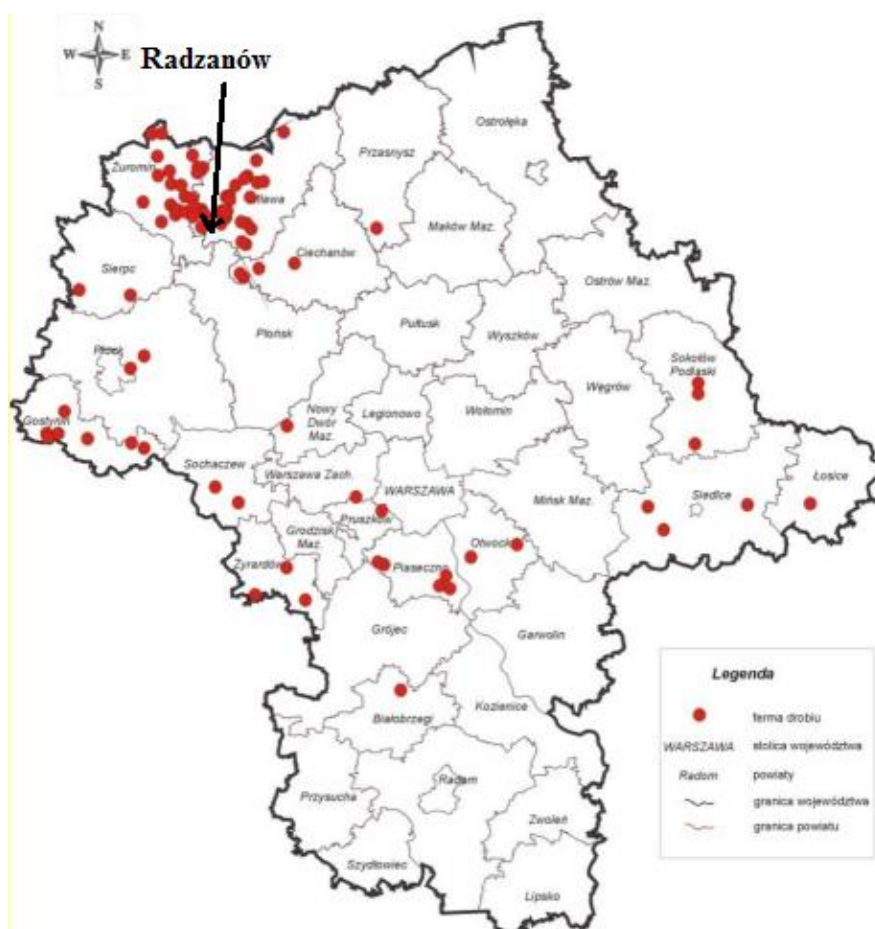 N
W E
S
Radzanów
Ostrołęka
Przasnysz
Żuromin
Mława
Maków Maz.
Ciechanów
Sierpc
Ostrów Maz.
Płońsk
Pułtusk
Wyszków
Płock
Sokołów
Podlaski
Węgrów
Nowy
Dwór
Maz.
Legionowo
Wołomin
Gostynin
Sochaczew
Warszawa Zach.
WARSZAWA
Siedlce
Łosice
Mińsk Maz.
Pruszków
Grodzisk
Maz.
Otwock
Żyrardów
Piaseczno
Grójec
Garwolin
Kozienice
Białobrzegi
Radom
Przysucha
Zwoleń
Szydłowiec
Lipsko
Legenda
ferma drobiu
WARSZAWA stolica województwa
Radom powiaty
granica województwa
granica powiatu